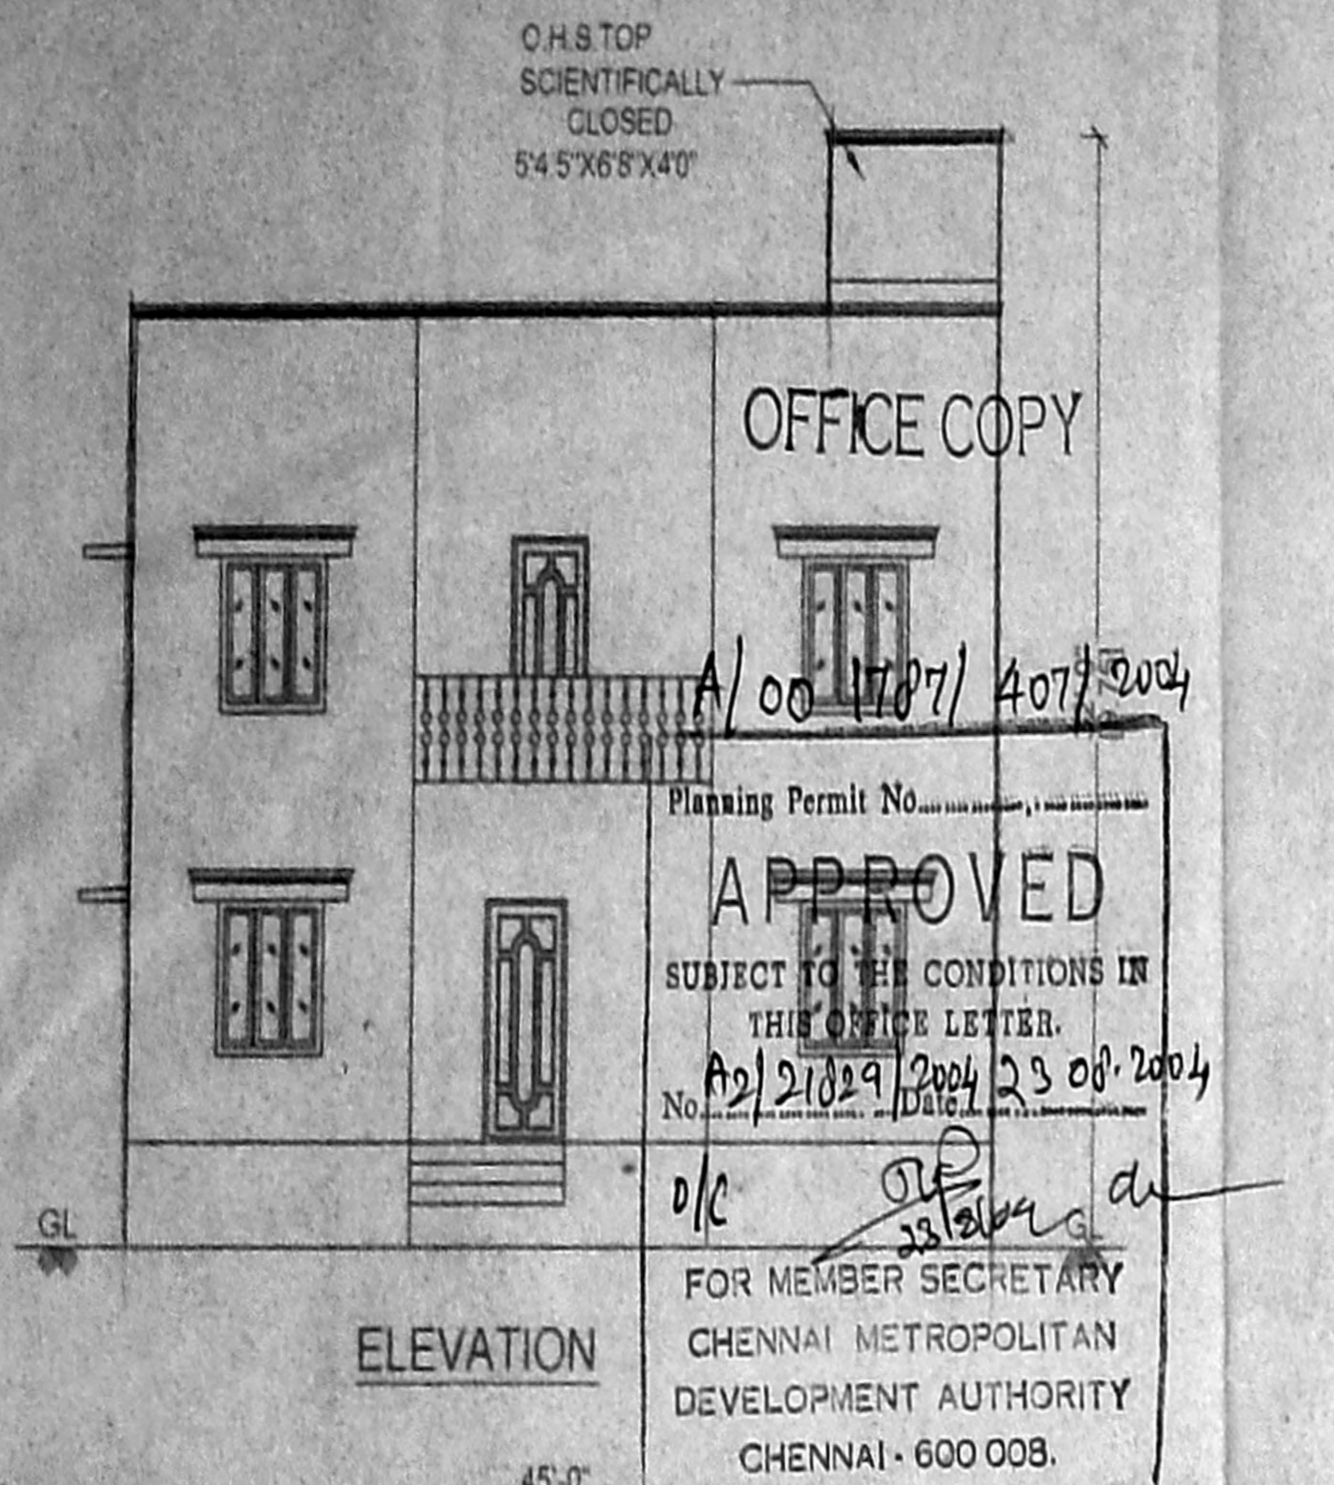 O.H.S.TOP
SCIENTIFICALLY
CLOSED
5'4.5"X6'8"X4'0"
OFFICE COPY
A/ 00 1787/ 407/ 2004
Planning Permit No.
APPROVED
SUBJECT TO THE CONDITIONS IN
THIS OFFICE LETTER.
No. A2/21829/2004 Date. 23 08.2004
O/C
23/8/04
GL
GL
FOR MEMBER SECRETARY
CHENNAI METROPOLITAN
DEVELOPMENT AUTHORITY
CHENNAI - 600 008.
ELEVATION
45'-0"